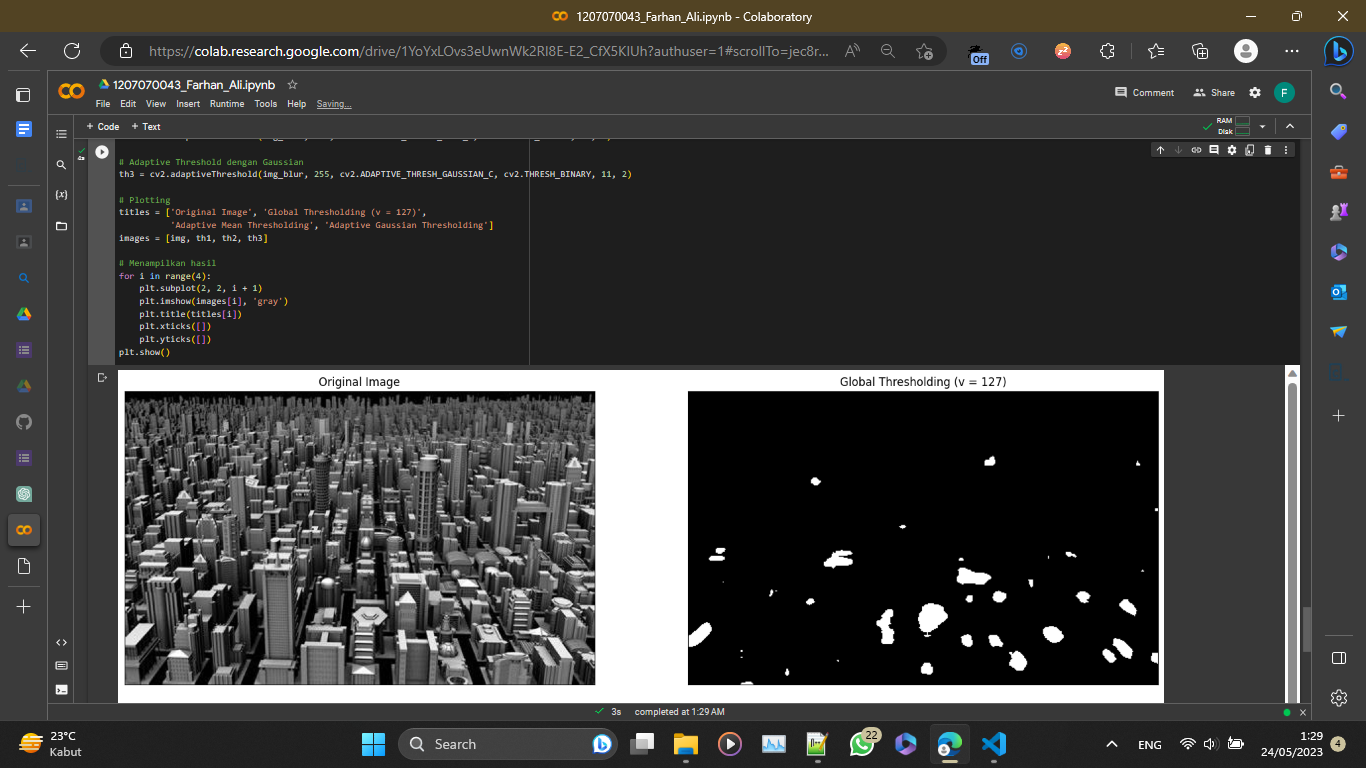 1207070043_Farhan_Ali.ipynb - Colaboratory
https://colab.research.google.com/drive/1YoYxLOvs3eUwnWk2Rl8E-E2_CfX5KIUh?authuser=1#scrollTo=jec8r...
Off
1207070043_Farhan_Ali.ipynb
File Edit View Insert Runtime Tools Help Saving...
Comment Share F
+ Code + Text
RAM
Disk
4s
# Adaptive Threshold dengan Gaussian
th3 = cv2.adaptiveThreshold(img_blur, 255, cv2.ADAPTIVE_THRESH_GAUSSIAN_C, cv2.THRESH_BINARY, 11, 2)
# Plotting
titles = ['Original Image', 'Global Thresholding (v = 127)',
'Adaptive Mean Thresholding', 'Adaptive Gaussian Thresholding']
images = [img, th1, th2, th3]
# Menampilkan hasil
for i in range(4):
plt.subplot(2, 2, i + 1)
plt.imshow(images[i], 'gray')
plt.title(titles[i])
plt.xticks([])
plt.yticks([])
plt.show()
Original Image
Global Thresholding (v = 127)
3s completed at 1:29 AM
23°C
Kabut
Search
22
ENG
1:29
24/05/2023
4